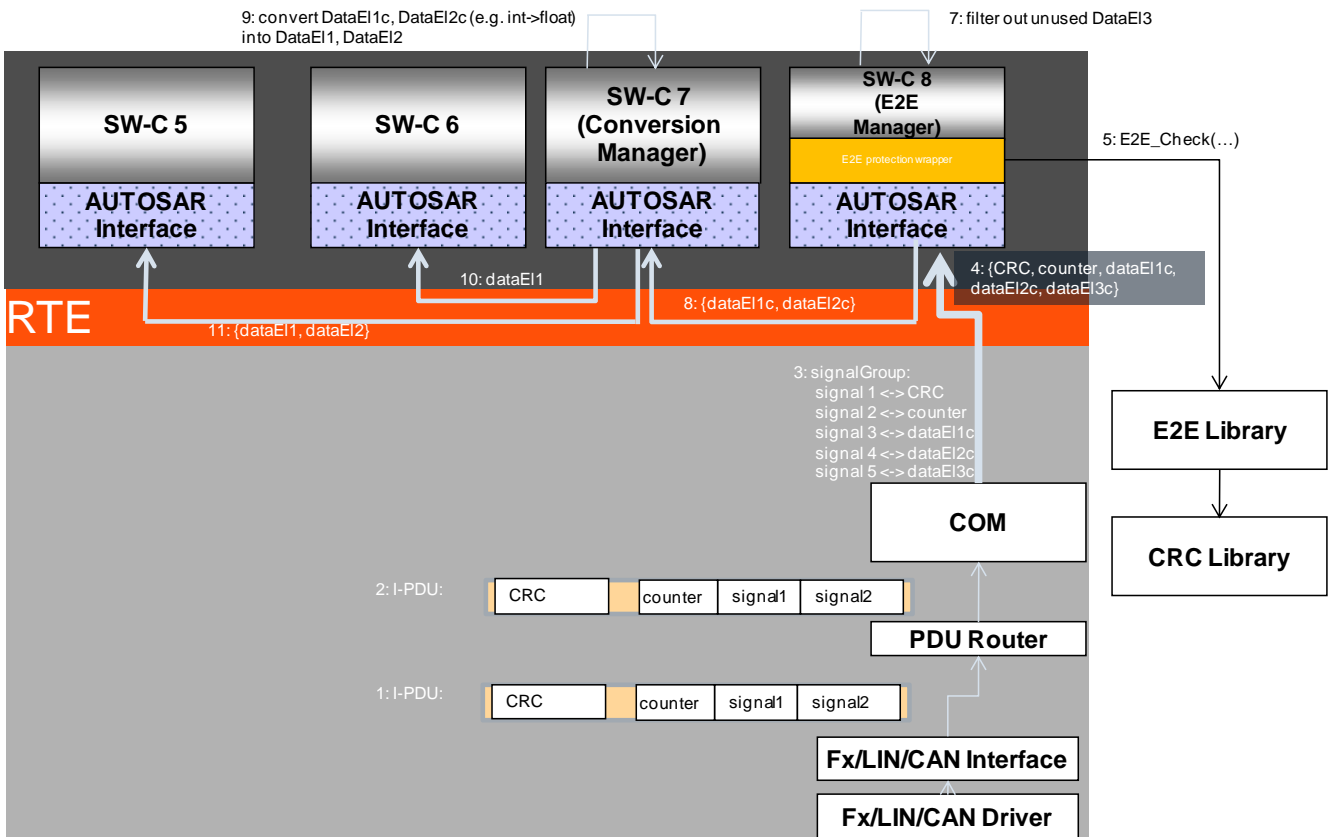 9: convert DataEl1c, DataEl2c (e.g. int->float)
into DataEl1, DataEl2
7: filter out unused DataEl3
SW-C 5
AUTOSAR
Interface
SW-C 6
AUTOSAR
Interface
SW-C 7
(Conversion
Manager)
AUTOSAR
Interface
SW-C 8
(E2E
Manager)
E2E protection wrapper
AUTOSAR
Interface
5: E2E_Check(…)
4: {CRC, counter, dataEl1c,
dataEl2c, dataEl3c}
10: dataEl1
8: {dataEl1c, dataEl2c}
RTE
11: {dataEl1, dataEl2}
3: signalGroup:
signal 1 <-> CRC
signal 2 <-> counter
signal 3 <-> dataEl1c
signal 4 <-> dataEl2c
signal 5 <-> dataEl3c
E2E Library
COM
CRC Library
2: I-PDU:
CRC
counter
signal1
signal2
PDU Router
1: I-PDU:
CRC
counter
signal1
signal2
Fx/LIN/CAN Interface
Fx/LIN/CAN Driver